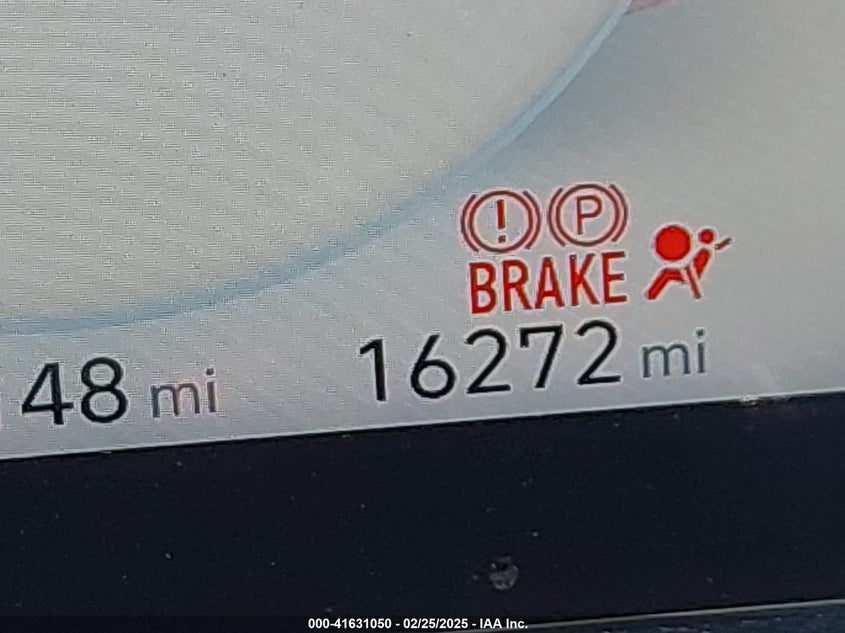 P
BRAKE
48 mi
16272 mi
000-41631050 - 02/25/2025 - IAA Inc.